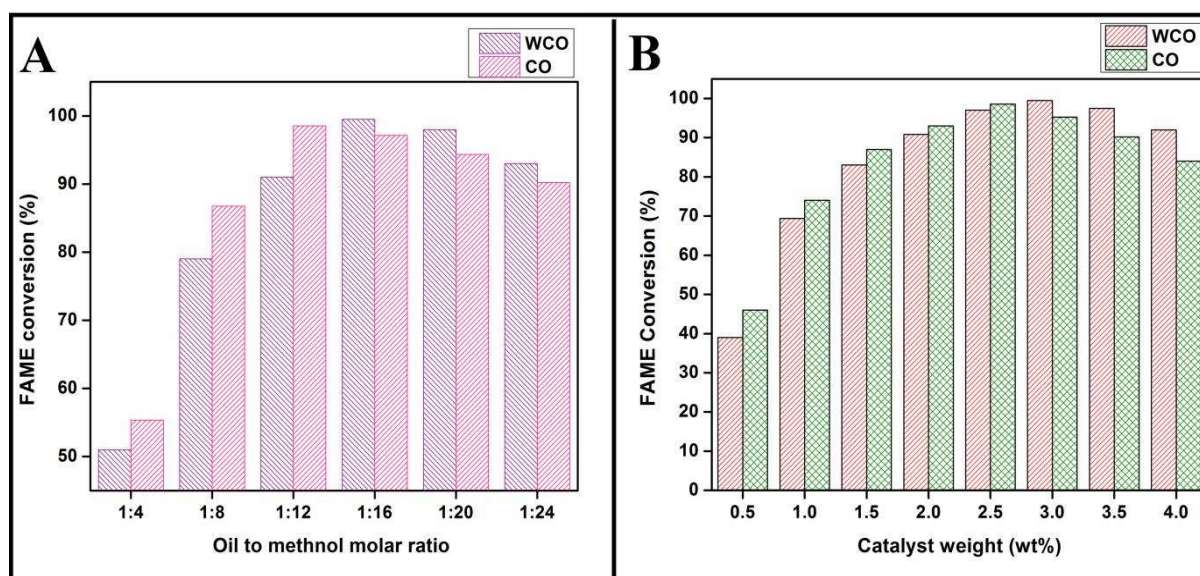 A
WCO
CO
FAME conversion (%)
100
90
80
70
60
50
1:4 1:8 1:12 1:16 1:20 1:24
Oil to methnol molar ratio
B
WCO
CO
FAME Conversion (%)
100
90
80
70
60
50
40
30
20
10
0
0.5 1.0 1.5 2.0 2.5 3.0 3.5 4.0
Catalyst weight (wt%)